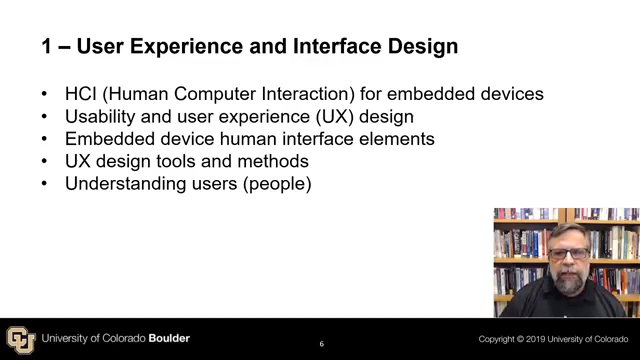 1 – User Experience and Interface Design
• HCI (Human Computer Interaction) for embedded devices
• Usability and user experience (UX) design
• Embedded device human interface elements
• UX design tools and methods
• Understanding users (people)
CU University of Colorado Boulder
6
Copyright © 2019 University of Colorado